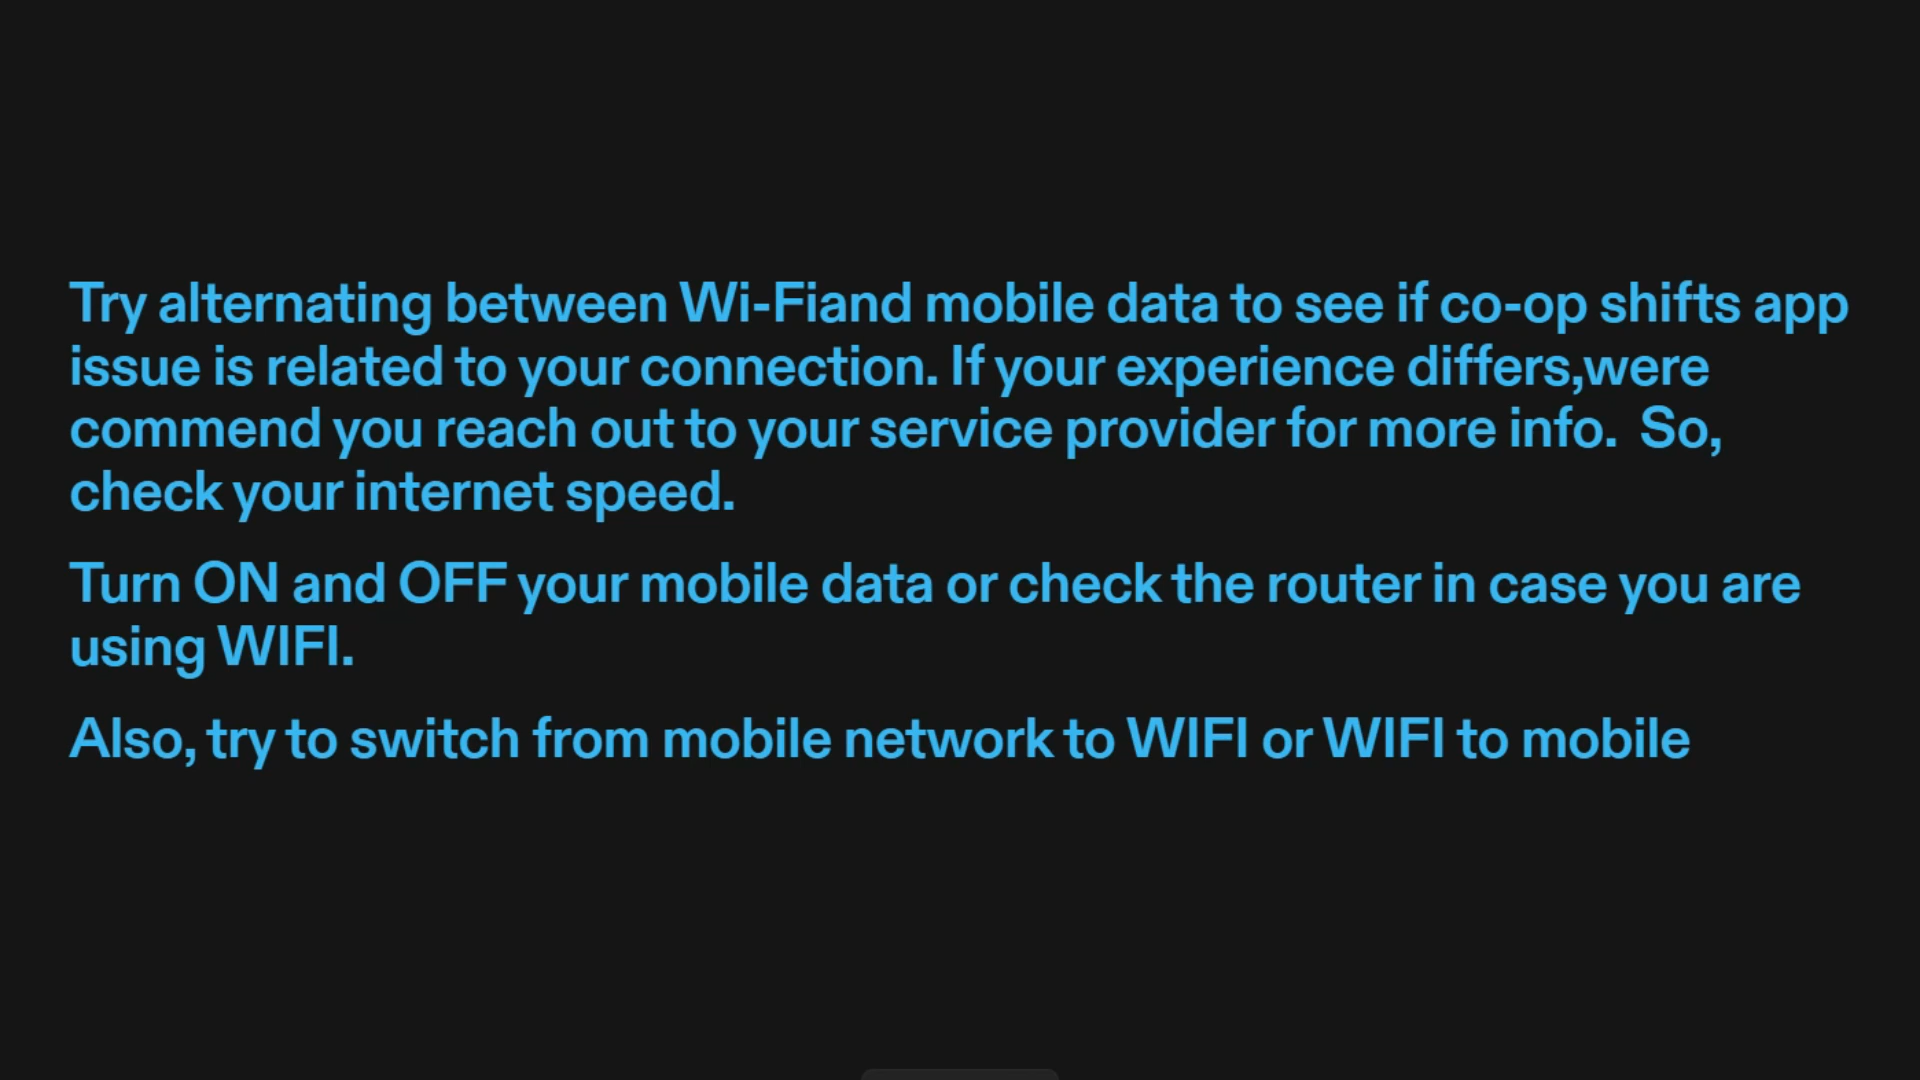 Try alternating between Wi-Fiand mobile data to see if co-op shifts app
issue is related to your connection. If your experience differs,were
commend you reach out to your service provider for more info.  So,
check your internet speed.
Turn ON and OFF your mobile data or check the router in case you are
using WIFI.
Also, try to switch from mobile network to WIFI or WIFI to mobile